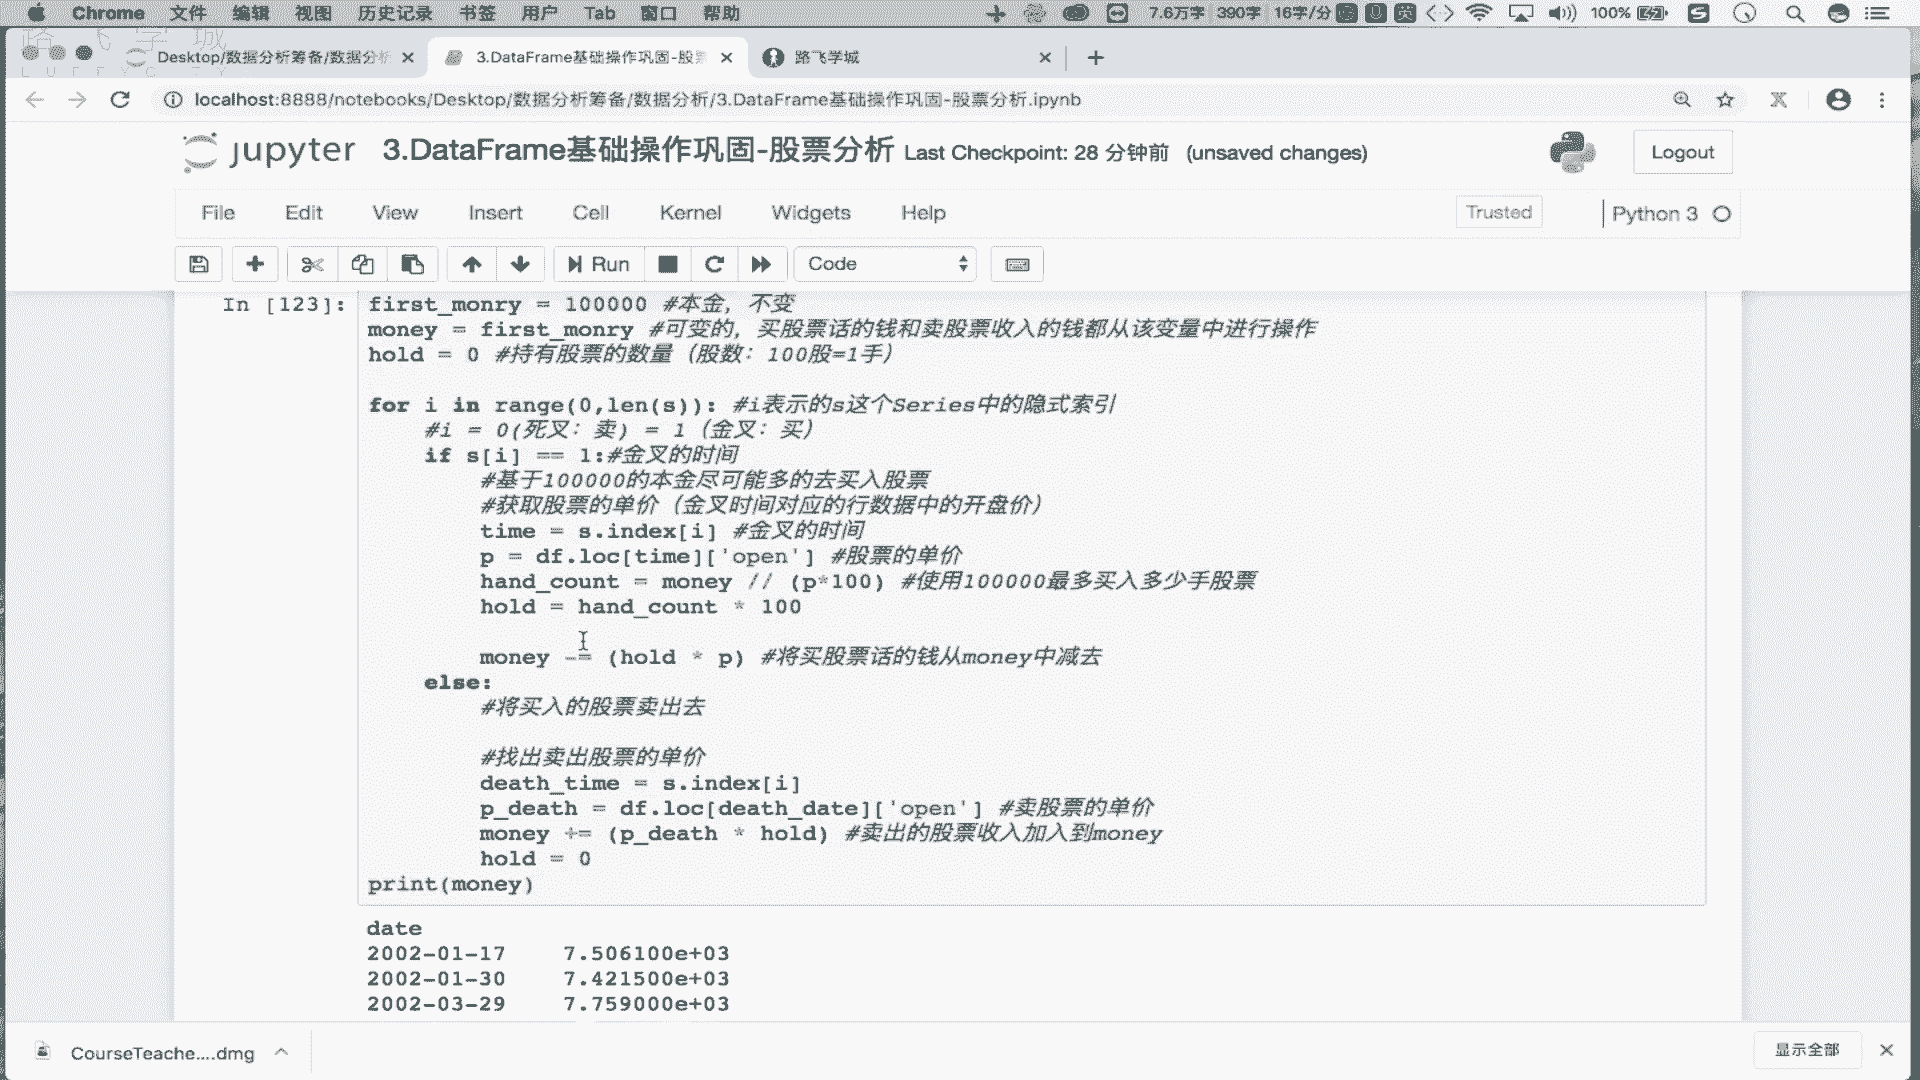 Chrome 文件 编辑 视图 历史记录 书签 用户 Tab 窗口 帮助 7.6万字 390字 16字/分 英 100%
路飞学城
LUFFYCITY
Desktop/数据分析筹备/数据分析 3.DataFrame基础操作巩固-股票 路飞学城
localhost:8888/notebooks/Desktop/数据分析筹备/数据分析/3.DataFrame基础操作巩固-股票分析.ipynb
jupyter 3.DataFrame基础操作巩固-股票分析 Last Checkpoint: 28 分钟前 (unsaved changes) Logout
File Edit View Insert Cell Kernel Widgets Help Trusted Python 3
Run Code
In [123]: first_monry = 100000 #本金, 不变
money = first_monry #可变的, 买股票话的钱和卖股票收入的钱都从该变量中进行操作
hold = 0 #持有股票的数量（股数: 100股=1手）
for i in range(0,len(s)): #i表示的s这个Series中的隐式索引
#i = 0(死叉: 卖) = 1（金叉: 买）
if s[i] == 1:#金叉的时间
#基于100000的本金尽可能多的去买入股票
#获取股票的单价（金叉时间对应的行数据中的开盘价）
time = s.index[i] #金叉的时间
p = df.loc[time]['open'] #股票的单价
hand_count = money // (p*100) #使用100000最多买入多少手股票
hold = hand_count * 100
money -= (hold * p) #将买股票话的钱从money中减去
else:
#将买入的股票卖出去
#找出卖出股票的单价
death_time = s.index[i]
p_death = df.loc[death_date]['open'] #卖股票的单价
money += (p_death * hold) #卖出的股票收入加入到money
hold = 0
print(money)
date
2002-01-17 7.506100e+03
2002-01-30 7.421500e+03
2002-03-29 7.759000e+03
CourseTeache....dmg 显示全部